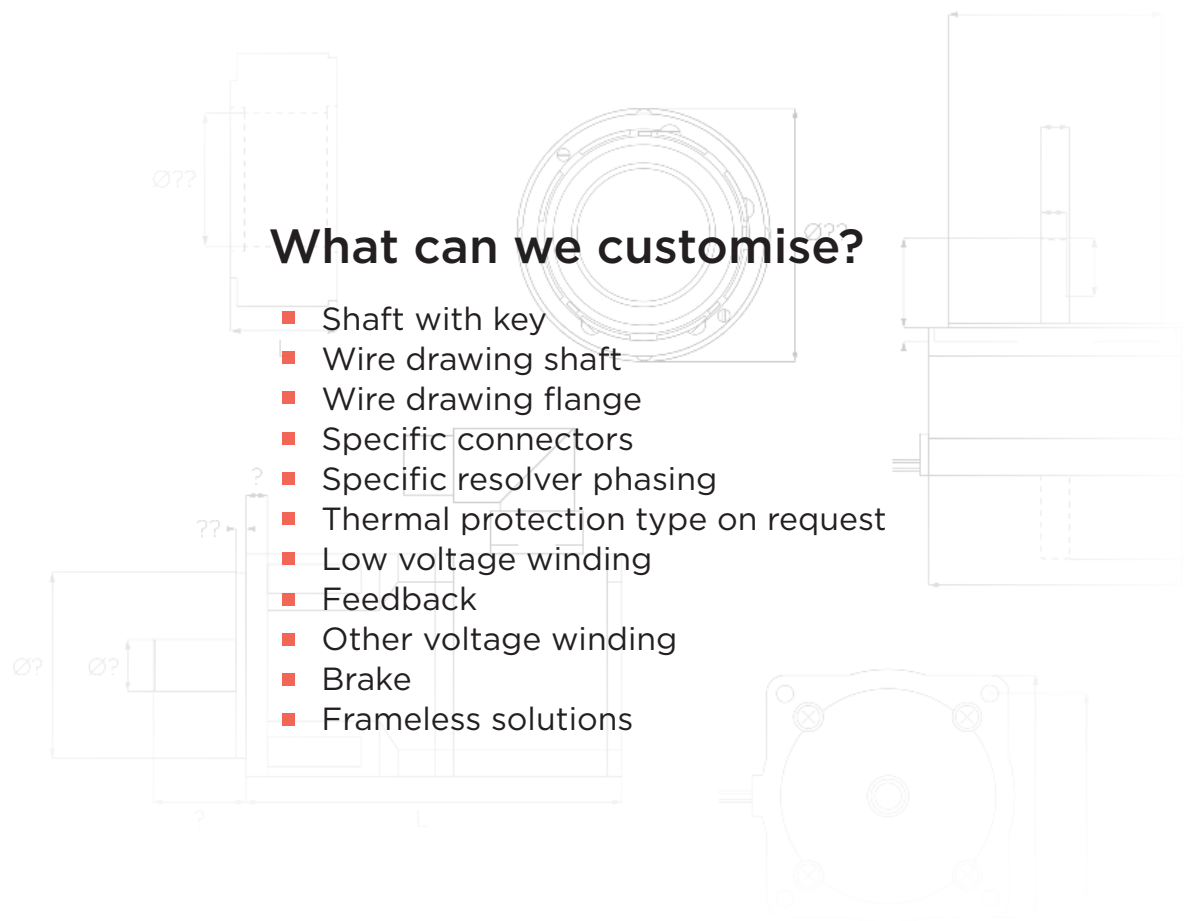 Ø??
Ø??
What can we customise?
Shaft with key
L
Wire drawing shaft
Wire drawing flange
Specific connectors
?
Specific resolver phasing
??
Thermal protection type on request
Low voltage winding
Feedback
Other voltage winding
Ø?
Ø?
Brake
Frameless solutions
?
L